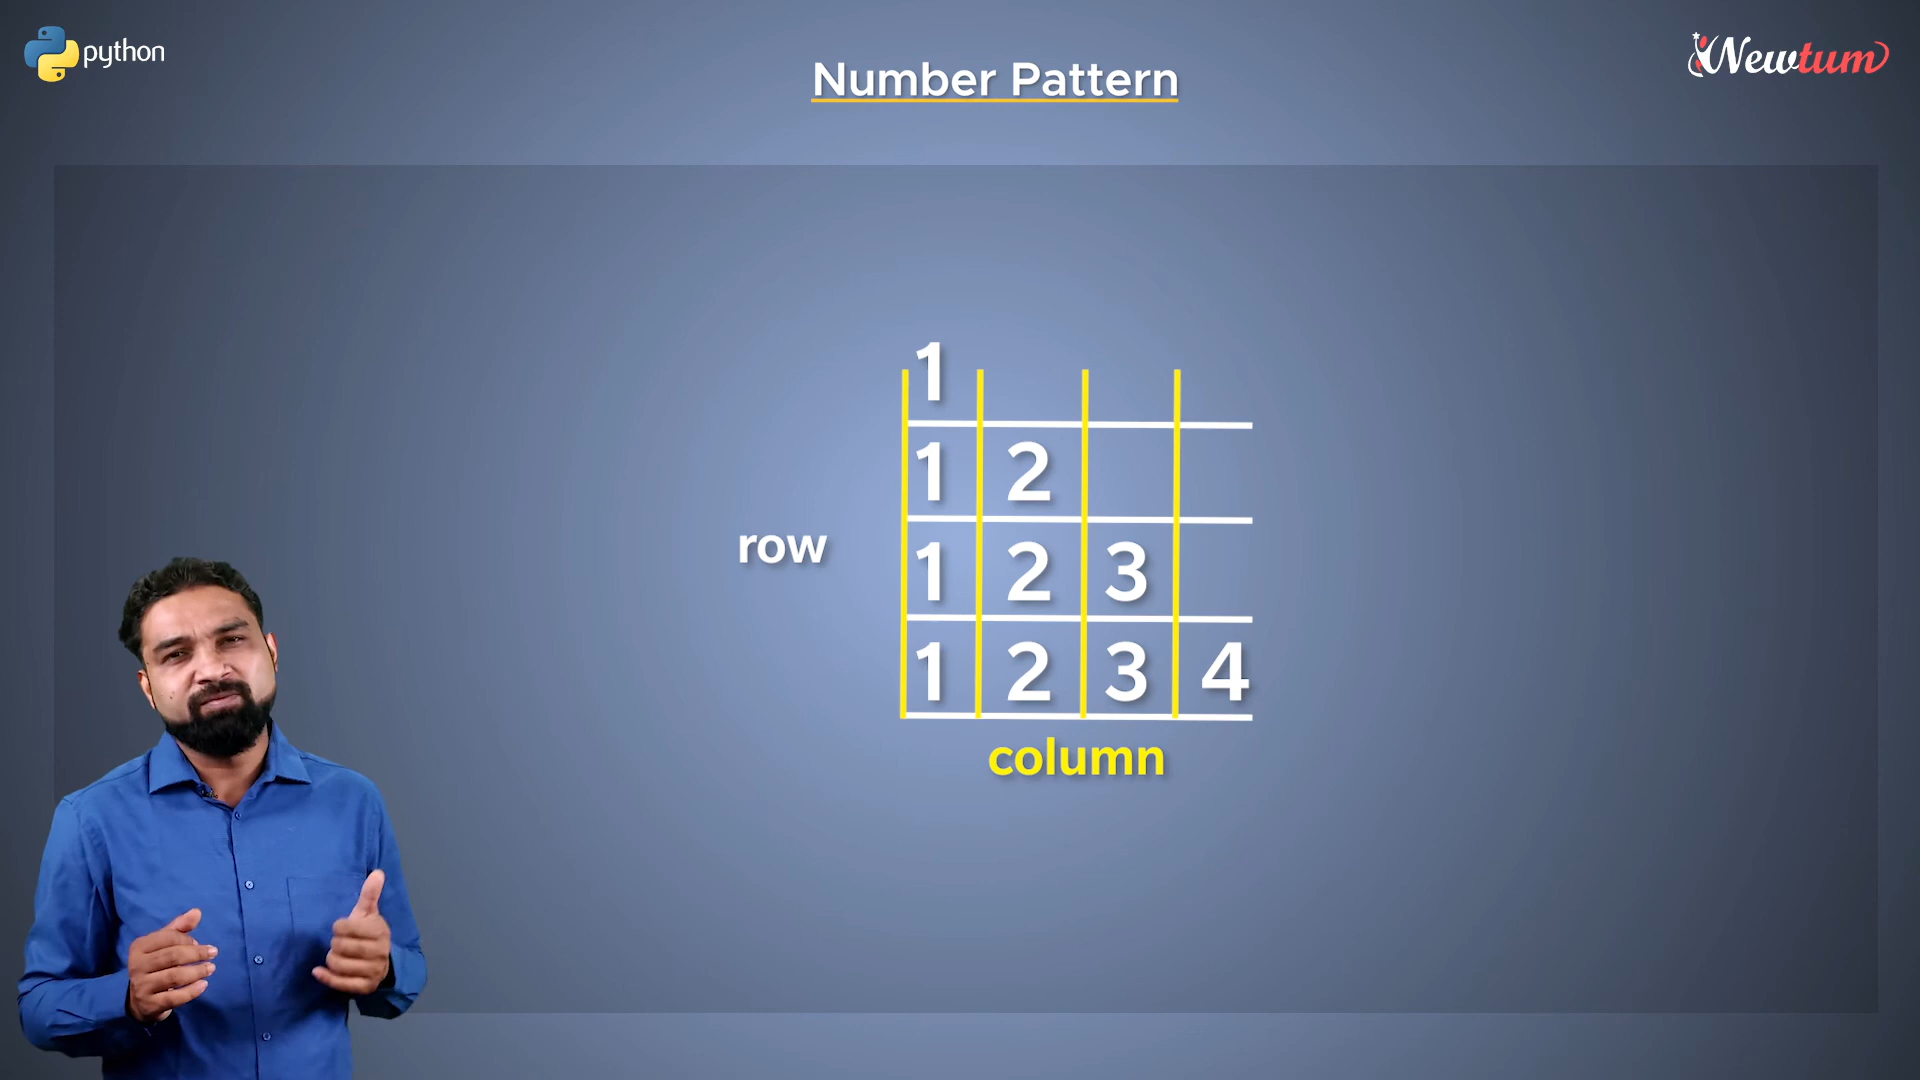 python
Newtum
Number Pattern
1
1 2
row
1 2 3
1 2 3 4
column